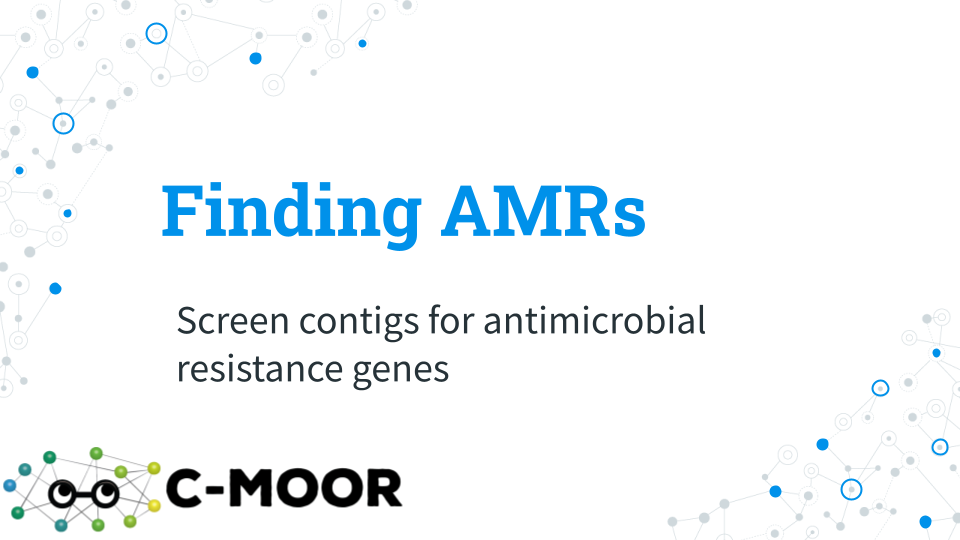 Finding AMRs
Screen contigs for antimicrobial
resistance genes
C-MOOR